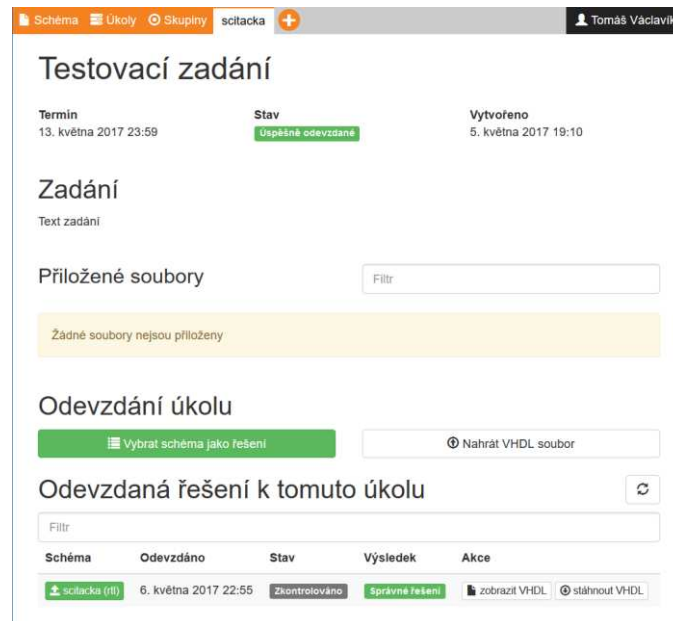 Schéma Úkoly Skupiny scitacka Tomáš Václavík
Testovací zadání
Termín Stav Vytvořeno
13. května 2017 23:59 Úspěšně odevzdané 5. května 2017 19:10
Zadání
Text zadání
Přiložené soubory Filtr
Žádné soubory nejsou přiloženy
Odevzdání úkolu
Vybrat schéma jako řešení Nahrát VHDL soubor
Odevzdaná řešení k tomuto úkolu
Filtr
Schéma Odevzdáno Stav Výsledek Akce
scitacka (rtl) 6. května 2017 22:55 Zkontrolováno Správné řešení zobrazit VHDL stáhnout VHDL